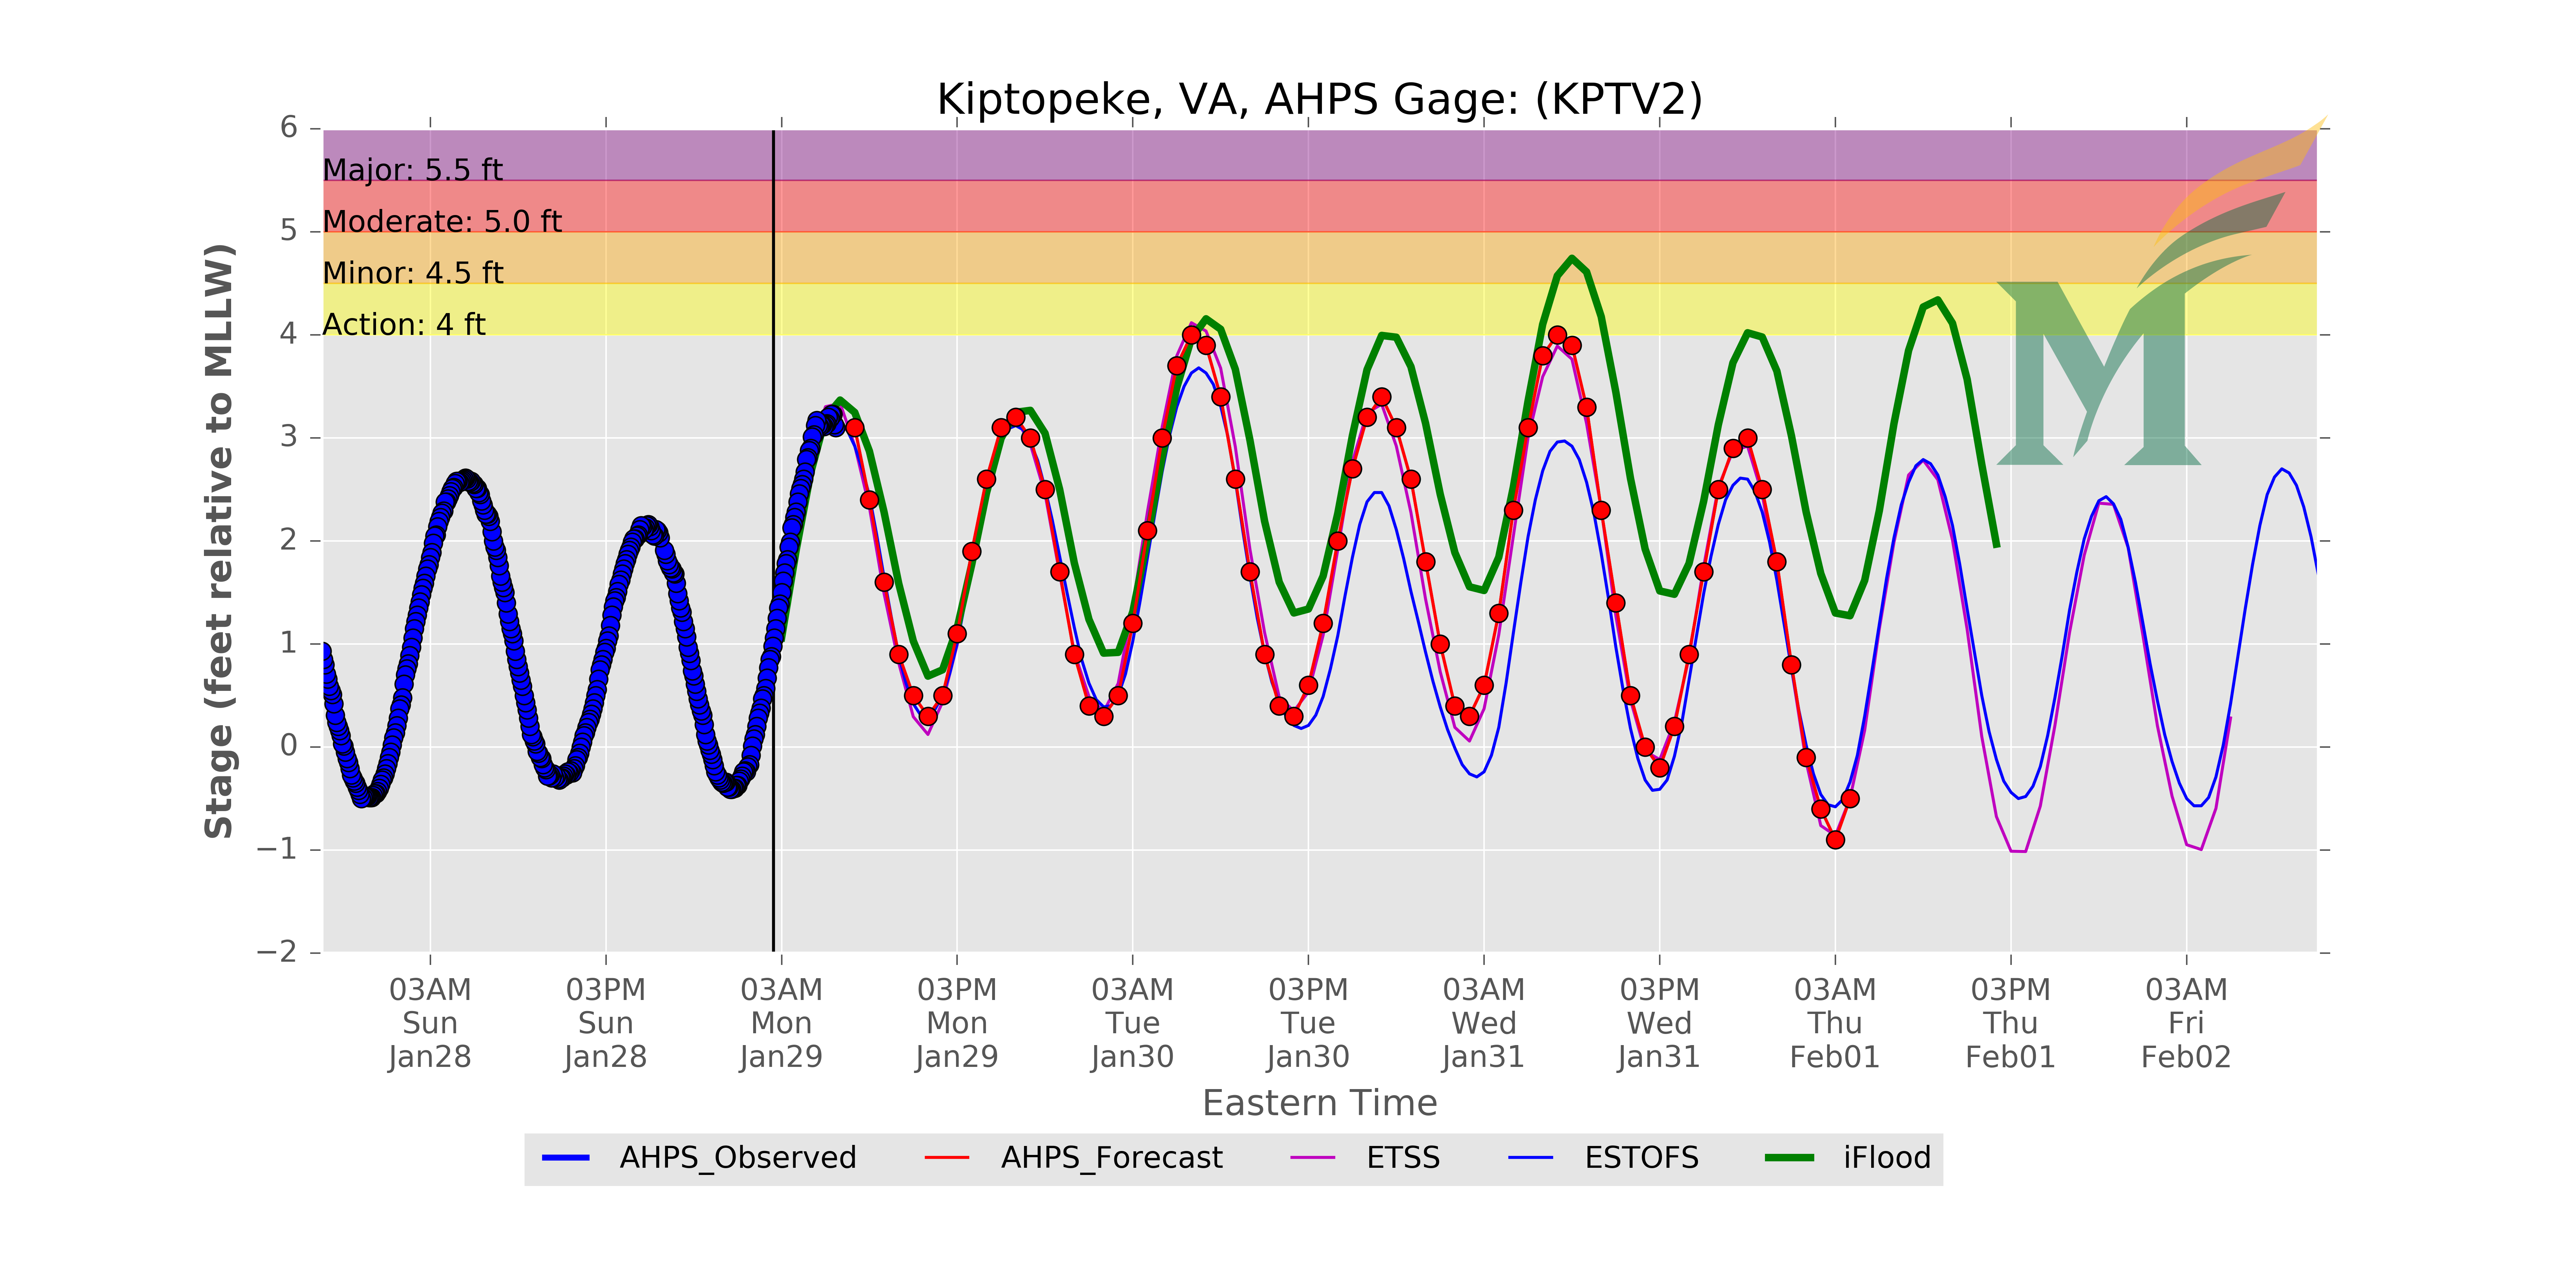 Kiptopeke, VA, AHPS Gage: (KPTV2)
6
Major: 5.5 ft
Moderate: 5.0 ft
5
Minor: 4.5 ft
Action: 4 ft
4
3
2
1
0
−1
−2
Stage (feet relative to MLLW)
M
03AM 03PM 03AM 03PM 03AM 03PM 03AM 03PM 03AM 03PM 03AM
Sun Sun Mon Mon Tue Tue Wed Wed Thu Thu Fri
Jan28 Jan28 Jan29 Jan29 Jan30 Jan30 Jan31 Jan31 Feb01 Feb01 Feb02
Eastern Time
AHPS_Observed AHPS_Forecast ETSS ESTOFS iFlood